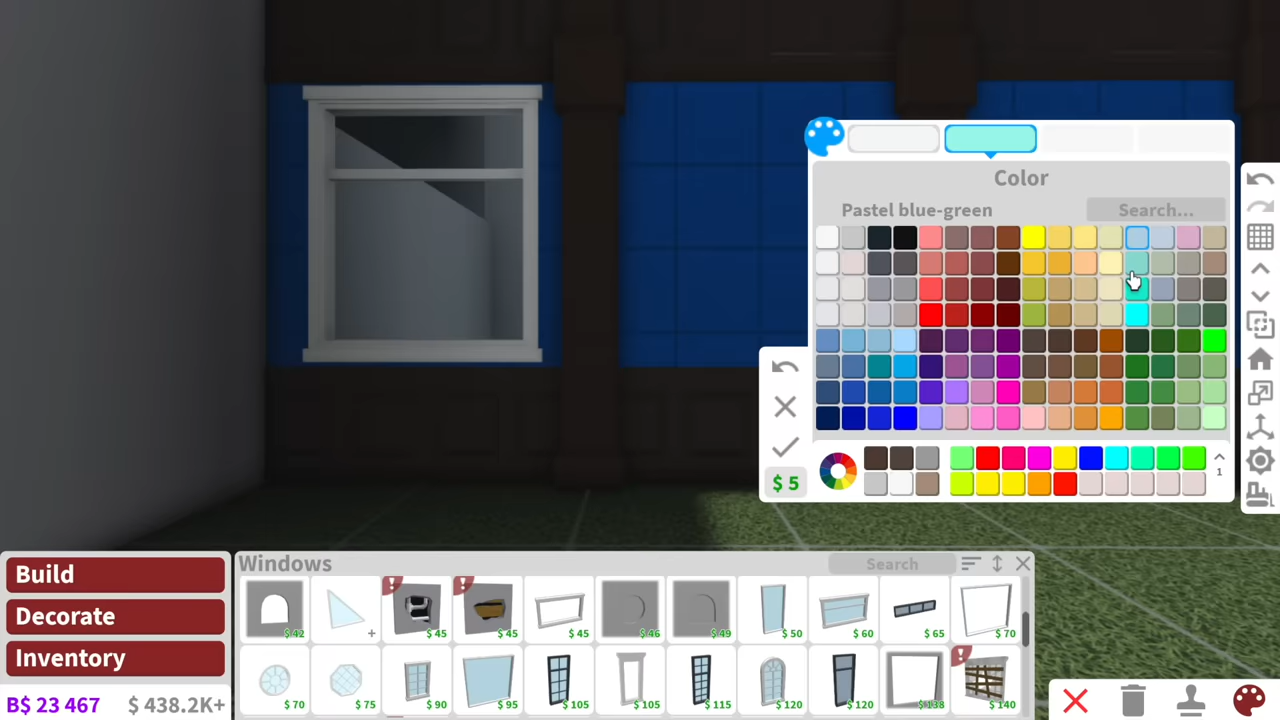 Color
Pastel blue-green
Search...
$ 5
1
Build
Decorate
Inventory
B$ 23 467
$ 438.2K+
Windows
Search
$ 42
+
$ 45
$ 45
$ 45
$ 46
$ 49
$ 50
$ 60
$ 65
$ 70
$ 70
$ 75
$ 90
$ 95
$ 105
$ 105
$ 115
$ 120
$ 120
$ 138
$ 140